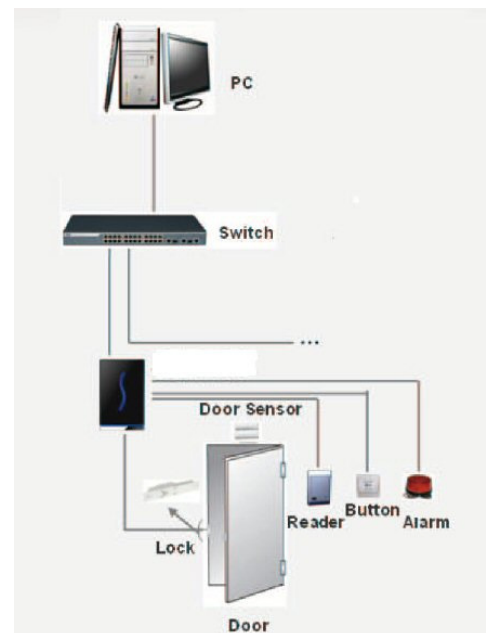 PC
Switch
...
Door Sensor
Reader
Button
Alarm
Lock
Door